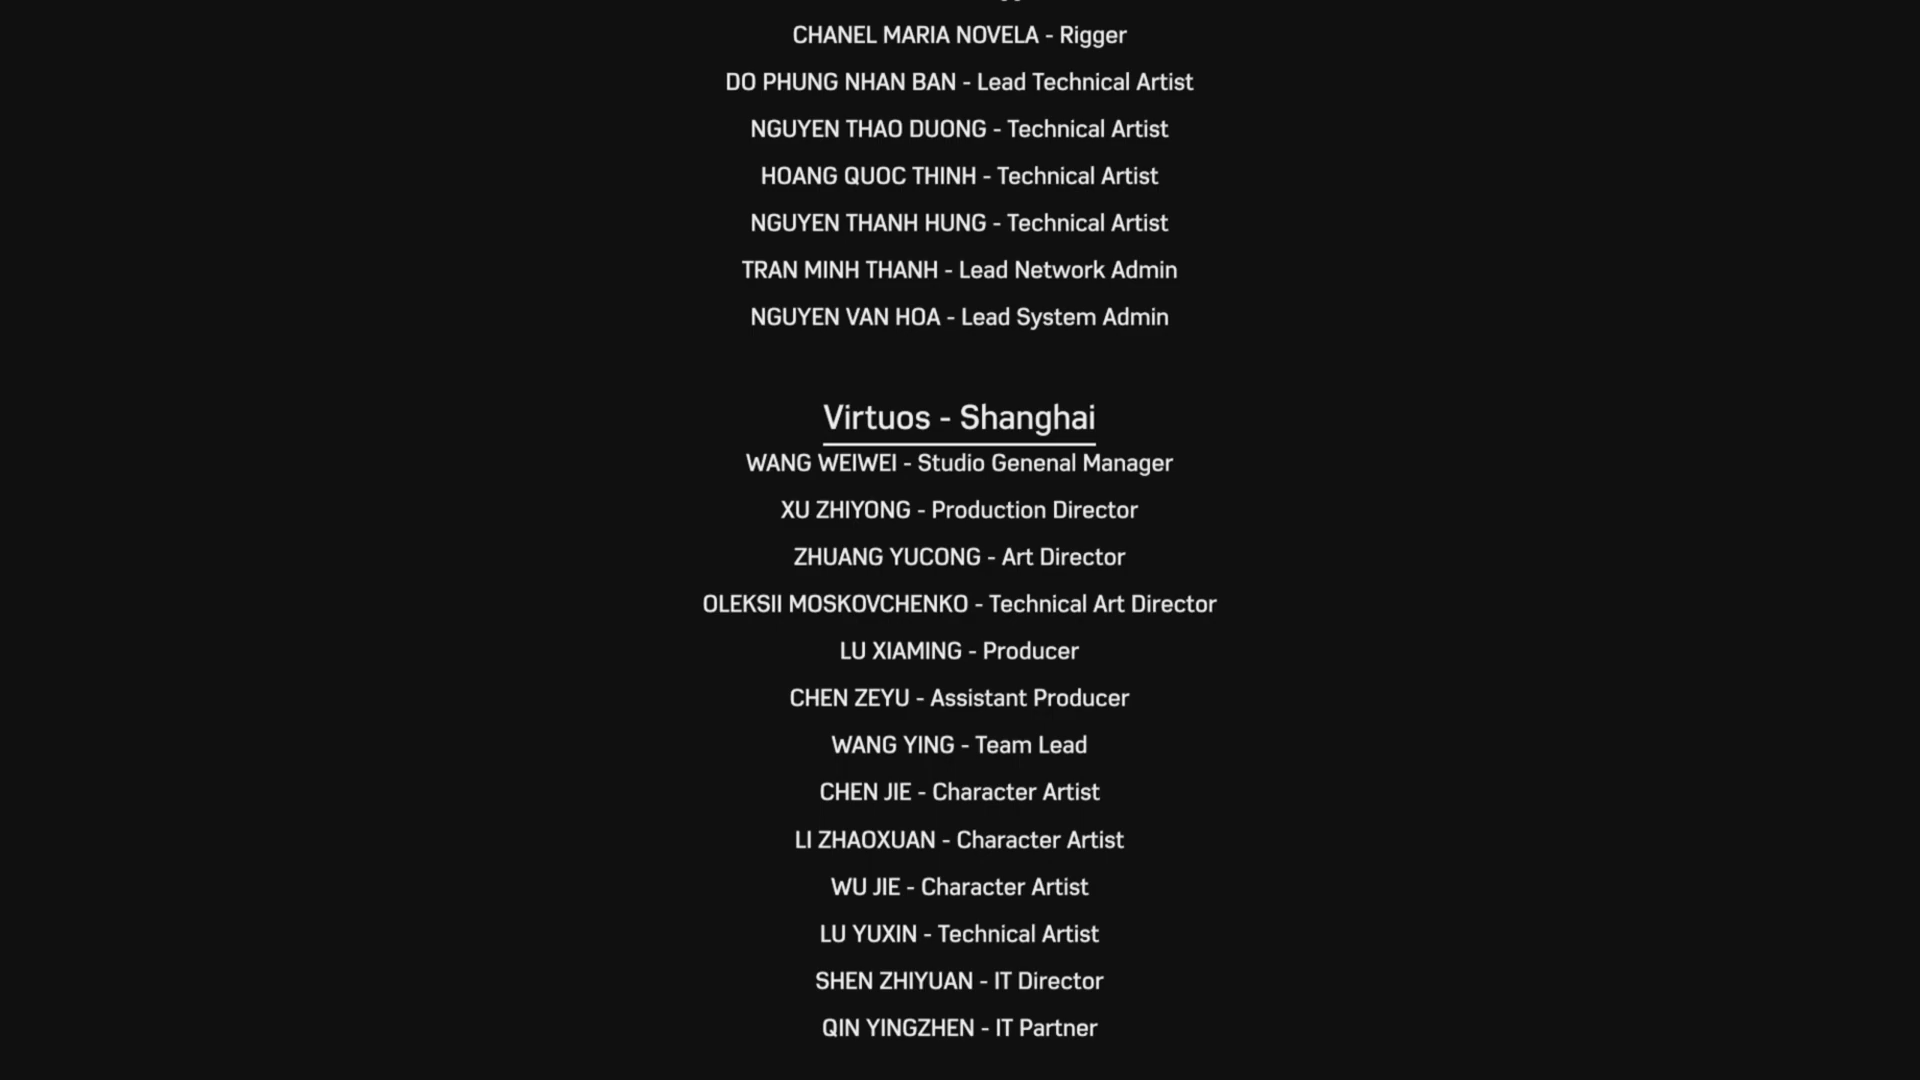 CHANEL MARIA NOVELA - Rigger
DO PHUNG NHAN BAN - Lead Technical Artist
NGUYEN THAO DUONG - Technical Artist
HOANG QUOC THINH - Technical Artist
NGUYEN THANH HUNG - Technical Artist
TRAN MINH THANH - Lead Network Admin
NGUYEN VAN HOA - Lead System Admin
Virtuos - Shanghai
WANG WEIWEI - Studio Genenal Manager
XU ZHIYONG - Production Director
ZHUANG YUCONG - Art Director
OLEKSII MOSKOVCHENKO - Technical Art Director
LU XIAMING - Producer
CHEN ZEYU - Assistant Producer
WANG YING - Team Lead
CHEN JIE - Character Artist
LI ZHAOXUAN - Character Artist
WU JIE - Character Artist
LU YUXIN - Technical Artist
SHEN ZHIYUAN - IT Director
QIN YINGZHEN - IT Partner